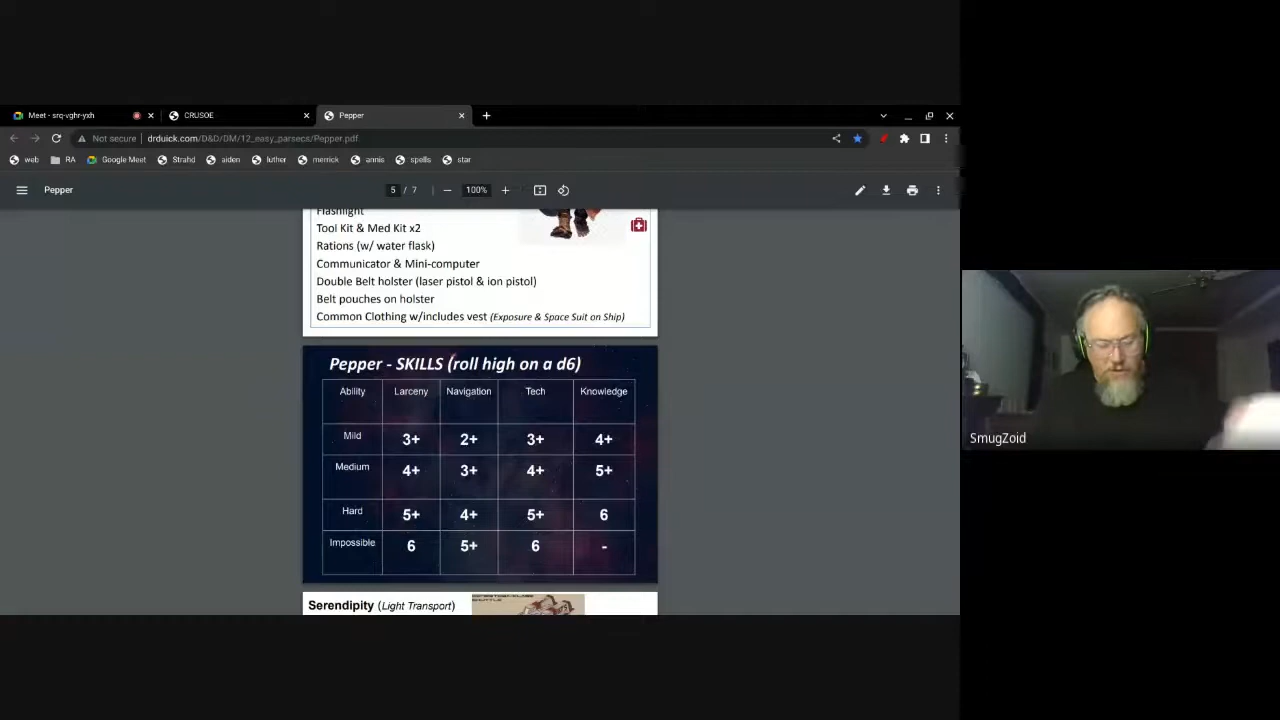 Meet - srq-vghr-yxh
CRUSOE
Pepper
Not secure
drduick.com/D&D/DM/12_easy_parsecs/Pepper.pdf
web RA Google Meet Strahd aiden luther merrick annis spells star
Pepper
5 / 7
100%
Flashlight
Tool Kit & Med Kit x2
Rations (w/ water flask)
Communicator & Mini-computer
Double Belt holster (laser pistol & ion pistol)
Belt pouches on holster
Common Clothing w/includes vest (Exposure & Space Suit on Ship)
Pepper - SKILLS (roll high on a d6)
Ability Larceny Navigation Tech Knowledge
Mild 3+ 2+ 3+ 4+
Medium 4+ 3+ 4+ 5+
Hard 5+ 4+ 5+ 6
Impossible 6 5+ 6 -
Serendipity (Light Transport)
SmugZoid